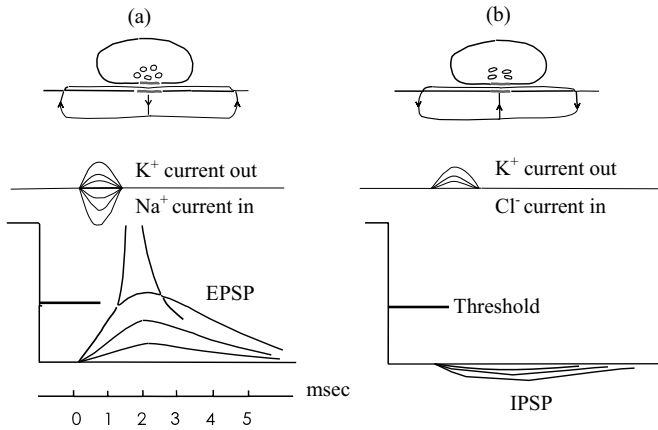 (a)
(b)
K⁺ current out
Na⁺ current in
K⁺ current out
Cl⁻ current in
EPSP
Threshold
IPSP
msec
0 1 2 3 4 5